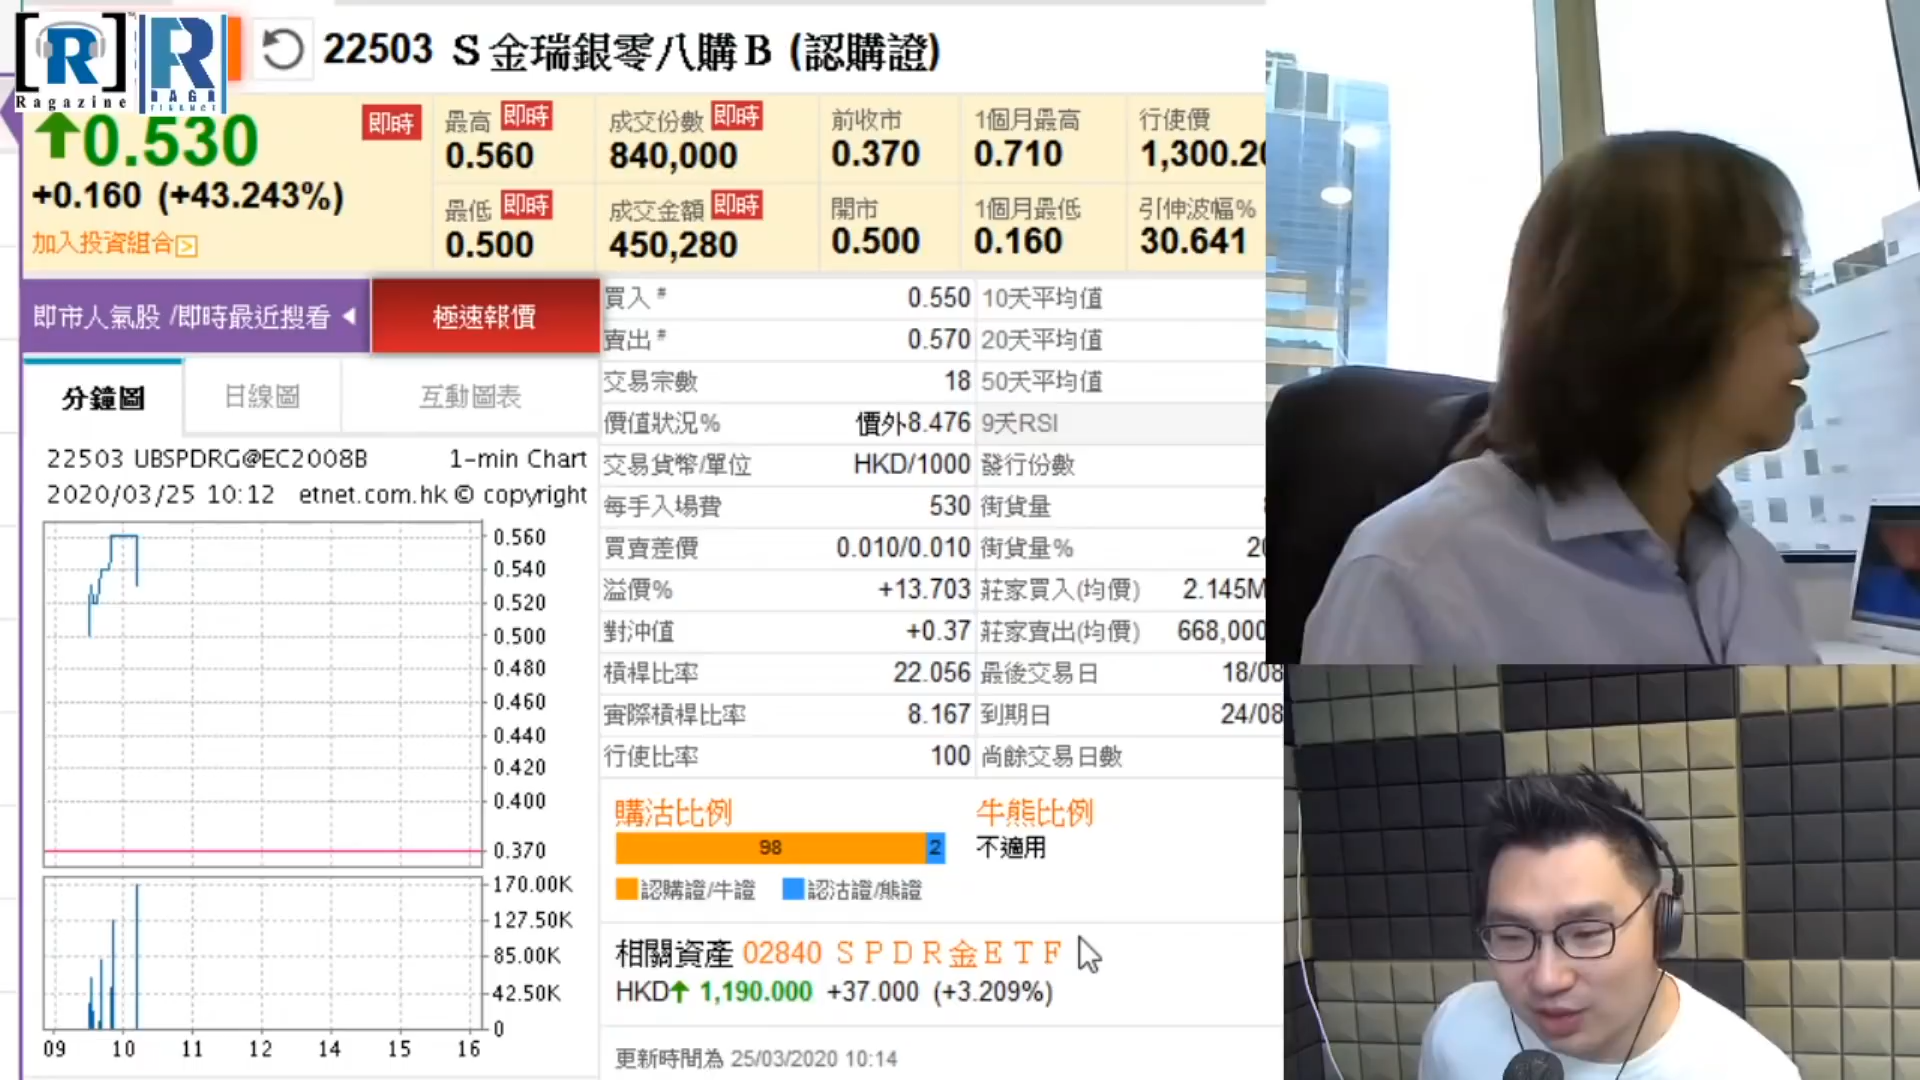 Ragazine
RAGA
FINANCE
22503 S金瑞銀零八購B (認購證)
0.530
即時
+0.160 (+43.243%)
加入投資組合
最高 即時
0.560
成交份數 即時
840,000
前收市
0.370
1個月最高
0.710
行使價
1,300.20
最低 即時
0.500
成交金額 即時
450,280
開市
0.500
1個月最低
0.160
引伸波幅%
30.641
即市人氣股 /即時最近搜看
極速報價
分鐘圖
日線圖
互動圖表
22503 UBSPDRG@EC2008B 1-min Chart
2020/03/25 10:12 etnet.com.hk © copyright
0.560
0.540
0.520
0.500
0.480
0.460
0.440
0.420
0.400
0.370
170.00K
127.50K
85.00K
42.50K
0
09 10 11 12 14 15 16
買入# 0.550 10天平均值
賣出# 0.570 20天平均值
交易宗數 18 50天平均值
價值狀況% 價外8.476 9天RSI
交易貨幣/單位 HKD/1000 發行份數
每手入場費 530 街貨量
買賣差價 0.010/0.010 街貨量% 20
溢價% +13.703 莊家買入(均價) 2.145M
對沖值 +0.37 莊家賣出(均價) 668,000
槓桿比率 22.056 最後交易日 18/08
實際槓桿比率 8.167 到期日 24/08
行使比率 100 尚餘交易日數
購沽比例
牛熊比例
98
2
不適用
認購證/牛證
認沽證/熊證
相關資產 02840 SPDR金ETF
HKD 1,190.000 +37.000 (+3.209%)
更新時間為 25/03/2020 10:14